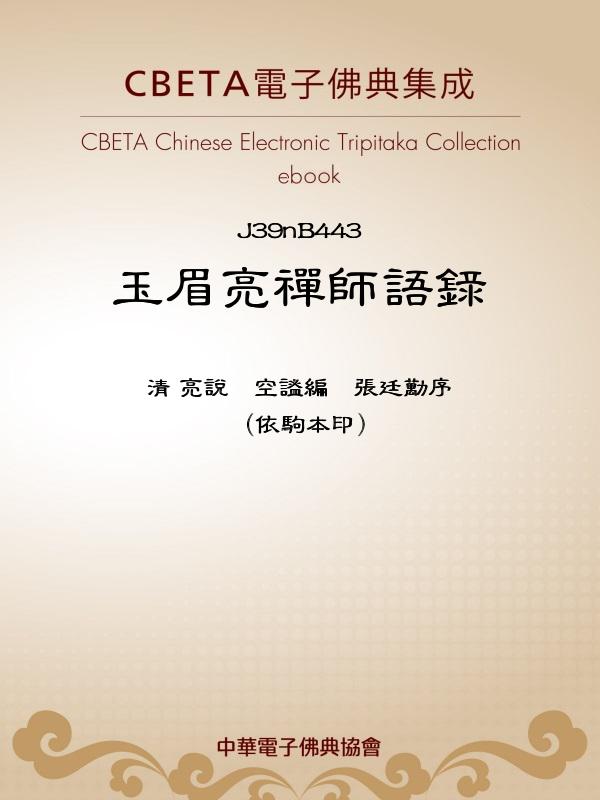 CBETA電子佛典集成
CBETA Chinese Electronic Tripitaka Collection
ebook
J39nB443
玉眉亮禪師語錄
清 亮說 空謐編 張廷勤序
(依駒本印)
中華電子佛典協會